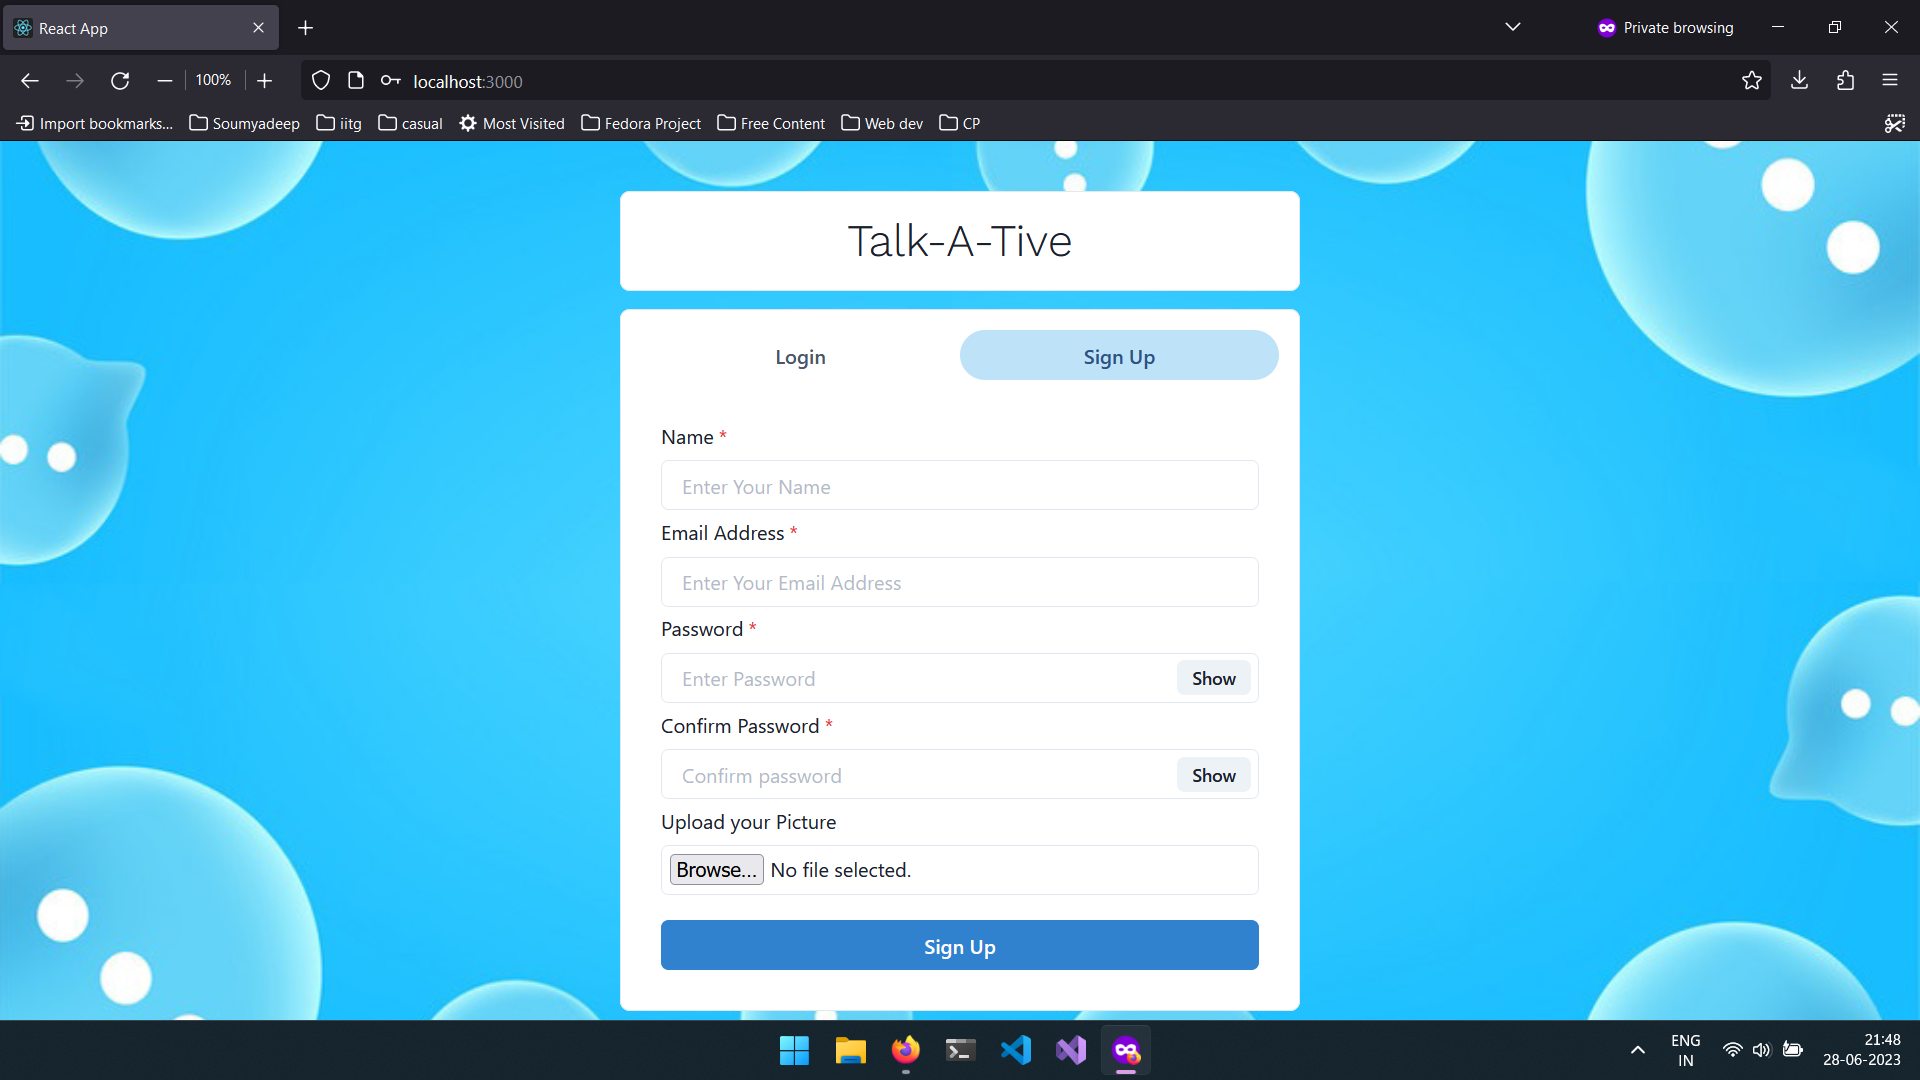 React App
Private browsing
100%
localhost:3000
Import bookmarks...
Soumyadeep
iitg
casual
Most Visited
Fedora Project
Free Content
Web dev
CP
Talk-A-Tive
Login
Sign Up
Name *
Enter Your Name
Email Address *
Enter Your Email Address
Password *
Enter Password
Show
Confirm Password *
Confirm password
Show
Upload your Picture
Browse... No file selected.
Sign Up
ENG
IN
21:48
28-06-2023